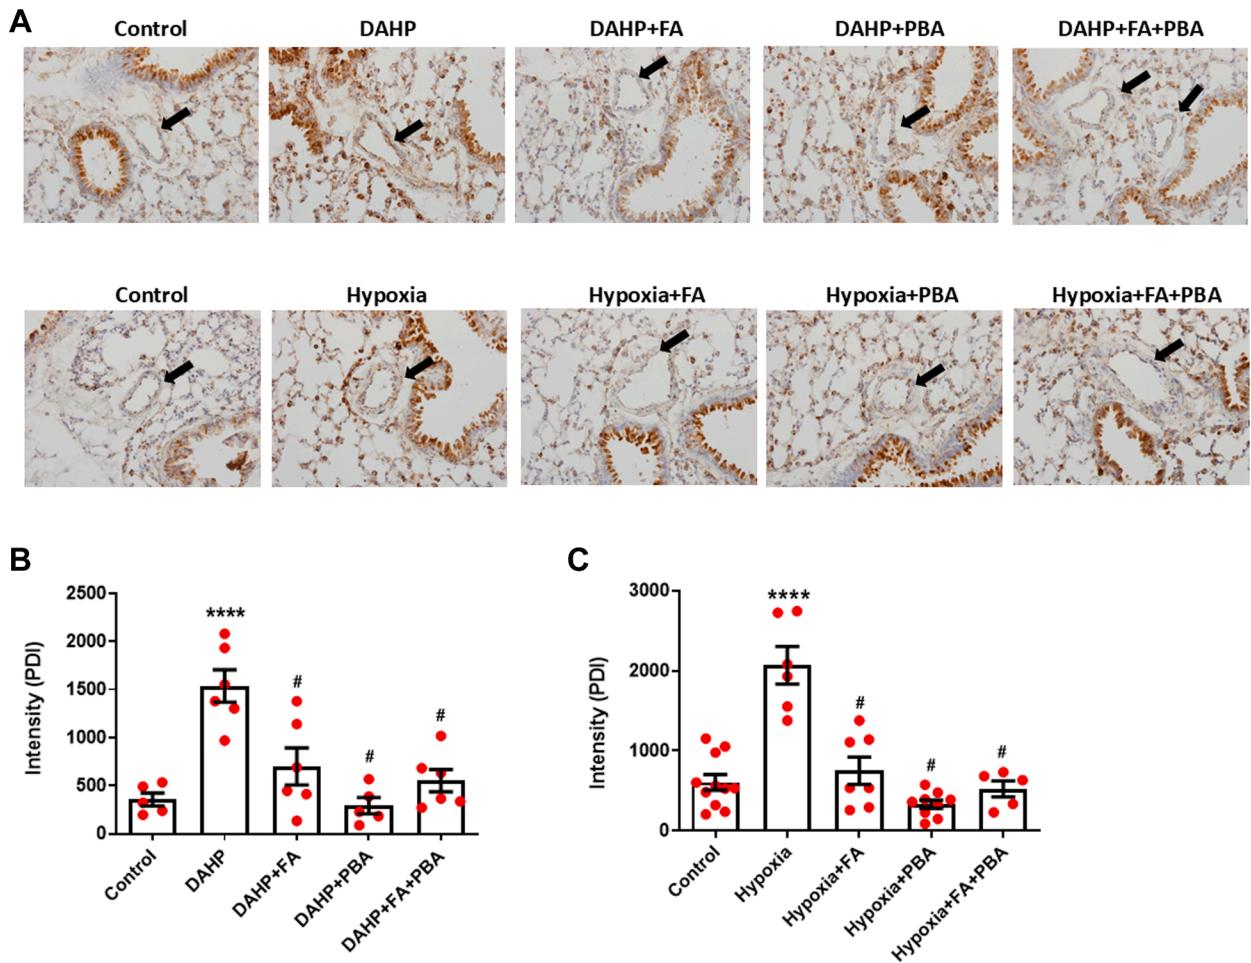 A
Control DAHP DAHP+FA DAHP+PBA DAHP+FA+PBA
Control Hypoxia Hypoxia+FA Hypoxia+PBA Hypoxia+FA+PBA
B
Intensity (PDI)
2500
2000
1500
1000
500
0
****
#
#
#
Control
DAHP
DAHP+FA
DAHP+PBA
DAHP+FA+PBA
C
Intensity (PDI)
3000
2000
1000
0
****
#
#
#
Control
Hypoxia
Hypoxia+FA
Hypoxia+PBA
Hypoxia+FA+PBA